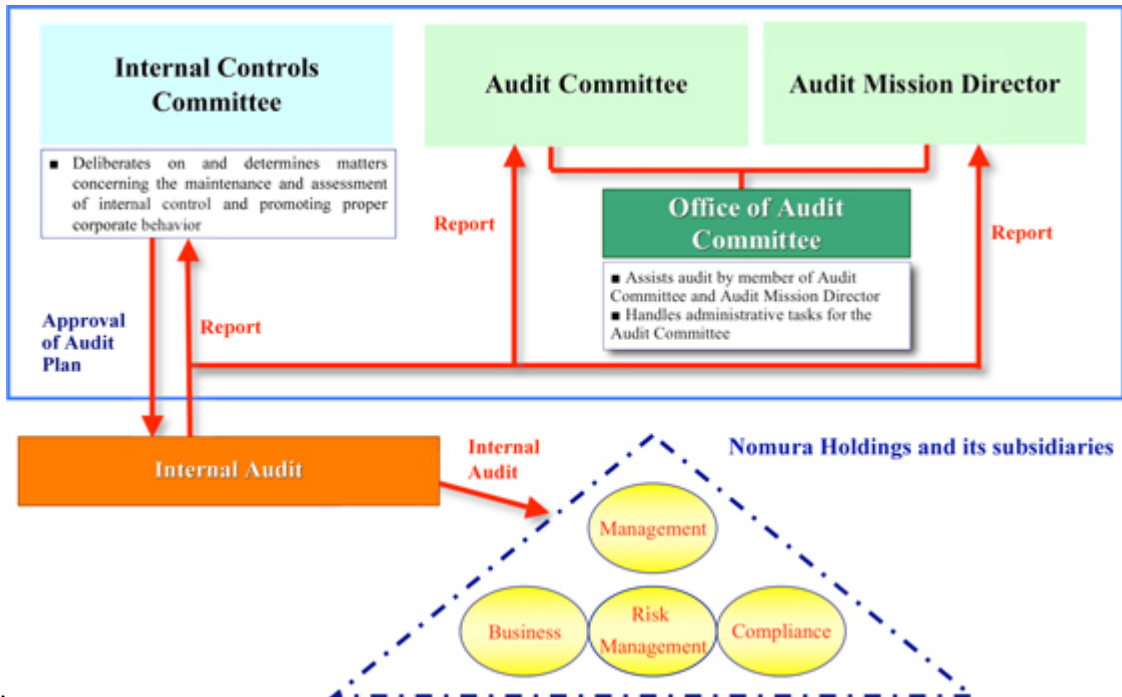 Internal Controls
Committee
Audit Committee
Audit Mission Director
■ Deliberates on and determines matters
concerning the maintenance and assessment
of internal control and promoting proper
corporate behavior
Office of Audit
Committee
■ Assists audit by member of Audit
Committee and Audit Mission Director
■ Handles administrative tasks for the
Audit Committee
Report
Report
Approval
of Audit
Plan
Report
Internal Audit
Internal
Audit
Nomura Holdings and its subsidiaries
Management
Business
Risk
Management
Compliance